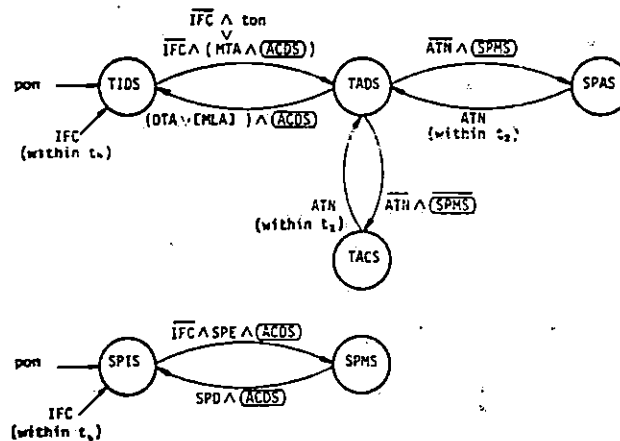 IFC ∧ ton
∨
IFC ∧ ( MTA ∧ ACDS )
ATN ∧ SPMS
pon
TIDS
TADS
SPAS
IFC
(within t₄)
(OTA ∨ [MLA] ) ∧ ACDS
ATN
(within t₂)
ATN
(within t₂)
ATN ∧ SPMS
TACS
IFC ∧ SPE ∧ ACDS
pon
SPIS
SPMS
SPD ∧ ACDS
IFC
(within t₄)